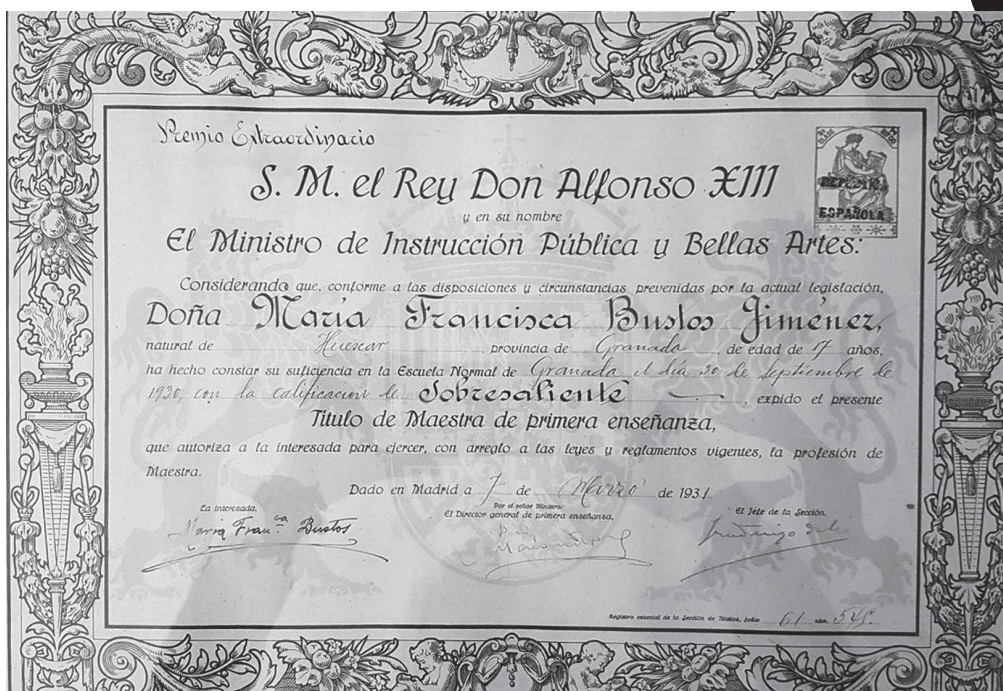 Premio Extraordinario
REPÚBLICA
ESPAÑOLA
S. M. el Rey Don Alfonso XIII
y en su nombre
El Ministro de Instrucción Pública y Bellas Artes:
Considerando que, conforme a las disposiciones y circunstancias prevenidas por la actual legislación,
Doña María Francisca Bustos Jiménez,
natural de Huescar, provincia de Granada, de edad de 17 años,
ha hecho constar su suficiencia en la Escuela Normal de Granada el día 30 de Septiembre de
1930, con la calificacion de Sobresaliente, expido el presente
Título de Maestra de primera enseñanza,
que autoriza a la interesada para ejercer, con arreglo a las leyes y reglamentos vigentes, la profesión de
Maestra.
Dado en Madrid a 7 de Marzo de 1931
La interesada,
María Fran.ca Bustos
Por el señor Ministro:
El Director general de primera enseñanza,
El Jefe de la Sección,
Registro especial de la Sección de Títulos, folio 61 núm.